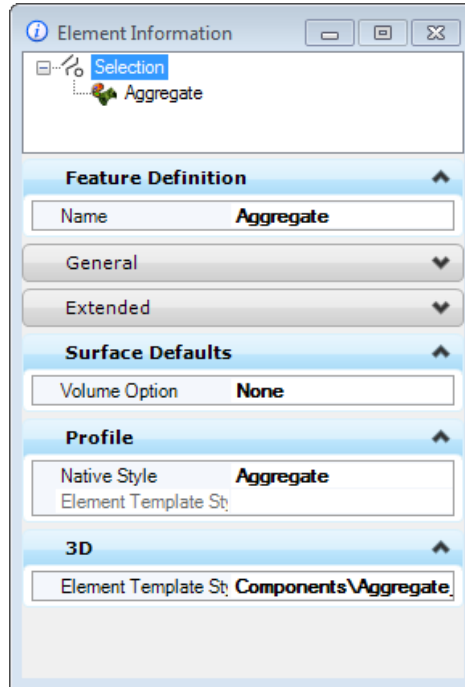 Element Information
Selection
Aggregate
Feature Definition
Name Aggregate
General
Extended
Surface Defaults
Volume Option None
Profile
Native Style Aggregate
Element Template Sty
3D
Element Template Sty Components\Aggregate_